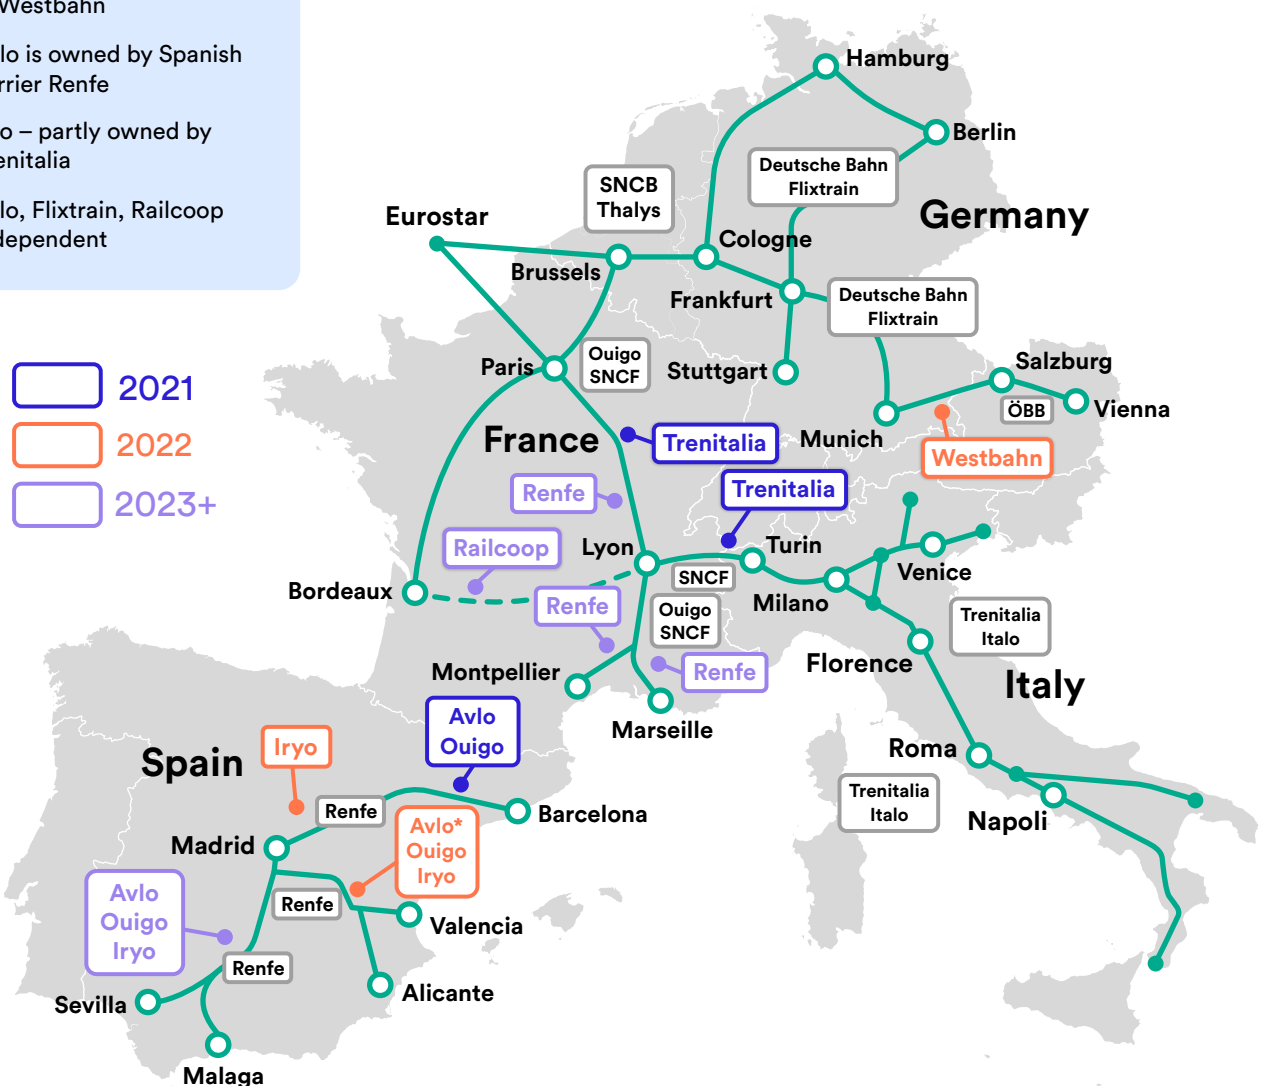 Westbahn
lo is owned by Spanish
rrier Renfe
o – partly owned by
enitalia
lo, Flixtrain, Railcoop
dependent
2021
2022
2023+
Hamburg
Berlin
Deutsche Bahn
Flixtrain
SNCB
Thalys
Germany
Eurostar
Cologne
Brussels
Frankfurt
Deutsche Bahn
Flixtrain
Paris
Ouigo
SNCF
Stuttgart
Salzburg
ÖBB
Vienna
Munich
Westbahn
France
Trenitalia
Trenitalia
Renfe
Railcoop
Lyon
Turin
SNCF
Milano
Venice
Bordeaux
Renfe
Ouigo
SNCF
Trenitalia
Italo
Florence
Montpellier
Renfe
Italy
Marseille
Avlo
Ouigo
Spain
Iryo
Roma
Trenitalia
Italo
Napoli
Renfe
Barcelona
Madrid
Avlo*
Ouigo
Iryo
Avlo
Ouigo
Iryo
Renfe
Valencia
Renfe
Sevilla
Alicante
Malaga